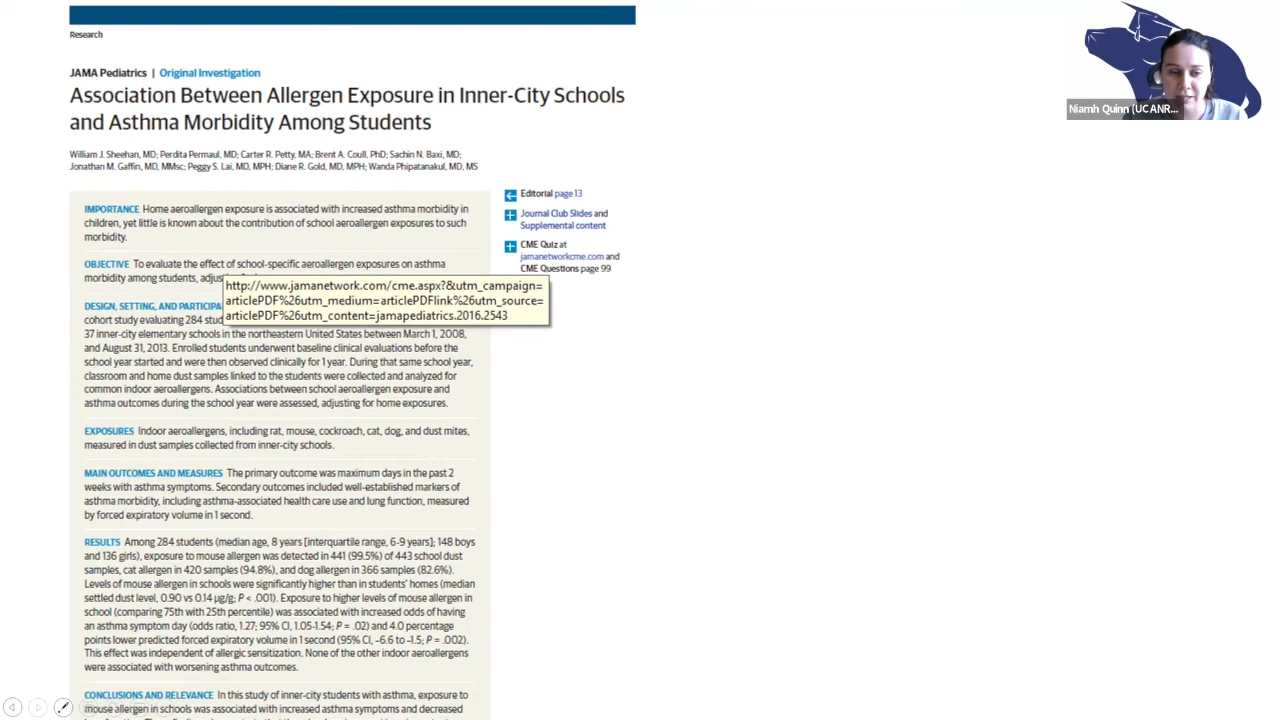 Research
JAMA Pediatrics | Original Investigation
Association Between Allergen Exposure in Inner-City Schools
and Asthma Morbidity Among Students
William J. Sheehan, MD; Perdita Permaul, MD; Carter R. Petty, MA; Brent A. Coull, PhD; Sachin N. Baxi, MD;
Jonathan M. Gaffin, MD, MMsc; Peggy S. Lai, MD, MPH; Diane R. Gold, MD, MPH; Wanda Phipatanakul, MD, MS
IMPORTANCE Home aeroallergen exposure is associated with increased asthma morbidity in
children, yet little is known about the contribution of school aeroallergen exposures to such
morbidity.
OBJECTIVE To evaluate the effect of school-specific aeroallergen exposures on asthma
morbidity among students,
DESIGN, SETTING, AND
cohort study evaluating 284
37 inner-city elementary schools in the northeastern United States between March 1, 2008,
and August 31, 2013. Enrolled students underwent baseline clinical evaluations before the
school year started and were then observed clinically for 1 year. During that same school year,
classroom and home dust samples linked to the students were collected and analyzed for
common indoor aeroallergens. Associations between school aeroallergen exposure and
asthma outcomes during the school year were assessed, adjusting for home exposures.
EXPOSURES Indoor aeroallergens, including rat, mouse, cockroach, cat, dog, and dust mites,
measured in dust samples collected from inner-city schools.
MAIN OUTCOMES AND MEASURES The primary outcome was maximum days in the past 2
weeks with asthma symptoms. Secondary outcomes included well-established markers of
asthma morbidity, including asthma-associated health care use and lung function, measured
by forced expiratory volume in 1 second.
RESULTS Among 284 students (median age, 8 years [interquartile range, 6-9 years]; 148 boys
and 136 girls), exposure to mouse allergen was detected in 441 (99.5%) of 443 school dust
samples, cat allergen in 420 samples (94.8%), and dog allergen in 366 samples (82.6%).
Levels of mouse allergen in schools were significantly higher than in students' homes (median
settled dust level, 0.90 vs 0.14 µg/g; P < .001). Exposure to higher levels of mouse allergen in
school (comparing 75th with 25th percentile) was associated with increased odds of having
an asthma symptom day (odds ratio, 1.27; 95% CI, 1.05-1.54; P = .02) and 4.0 percentage
points lower predicted forced expiratory volume in 1 second (95% CI, −6.6 to −1.5; P = .002).
This effect was independent of allergic sensitization. None of the other indoor aeroallergens
were associated with worsening asthma outcomes.
CONCLUSIONS AND RELEVANCE In this study of inner-city students with asthma, exposure to
mouse allergen in schools was associated with increased asthma symptoms and decreased
Editorial page 13
Journal Club Slides and
Supplemental content
CME Quiz at
jamanetworkcme.com and
CME Questions page 99
http://www.jamanetwork.com/cme.aspx?&utm_campaign=
articlePDF%26utm_medium=articlePDFlink%26utm_source=
articlePDF%26utm_content=jamapediatrics.2016.2543
Niamh Quinn (UC ANR...